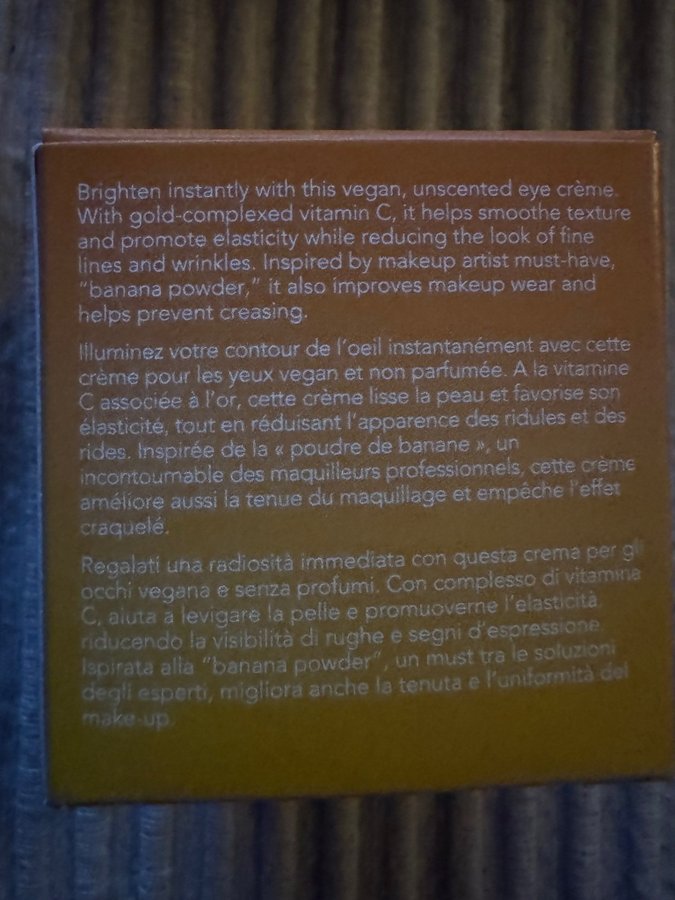 Brighten instantly with this vegan, unscented eye crème.
With gold-complexed vitamin C, it helps smoothe texture
and promote elasticity while reducing the look of fine
lines and wrinkles. Inspired by makeup artist must-have,
“banana powder,” it also improves makeup wear and
helps prevent creasing.
Illuminez votre contour de l’oeil instantanément avec cette
crème pour les yeux vegan et non parfumée. A la vitamine
C associée à l’or, cette crème lisse la peau et favorise son
élasticité, tout en réduisant l’apparence des ridules et des
rides. Inspirée de la « poudre de banane », un
incontournable des maquilleurs professionnels, cette crème
améliore aussi la tenue du maquillage et empêche l’effet
craquelé.
Regalati una radiosità immediata con questa crema per gli
occhi vegana e senza profumi. Con complesso di vitamina
C, aiuta a levigare la pelle e promuoverne l’elasticità,
riducendo la visibilità di rughe e segni d’espressione.
Ispirata alla “banana powder”, un must tra le soluzioni
degli esperti, migliora anche la tenuta e l’uniformità del
make-up.